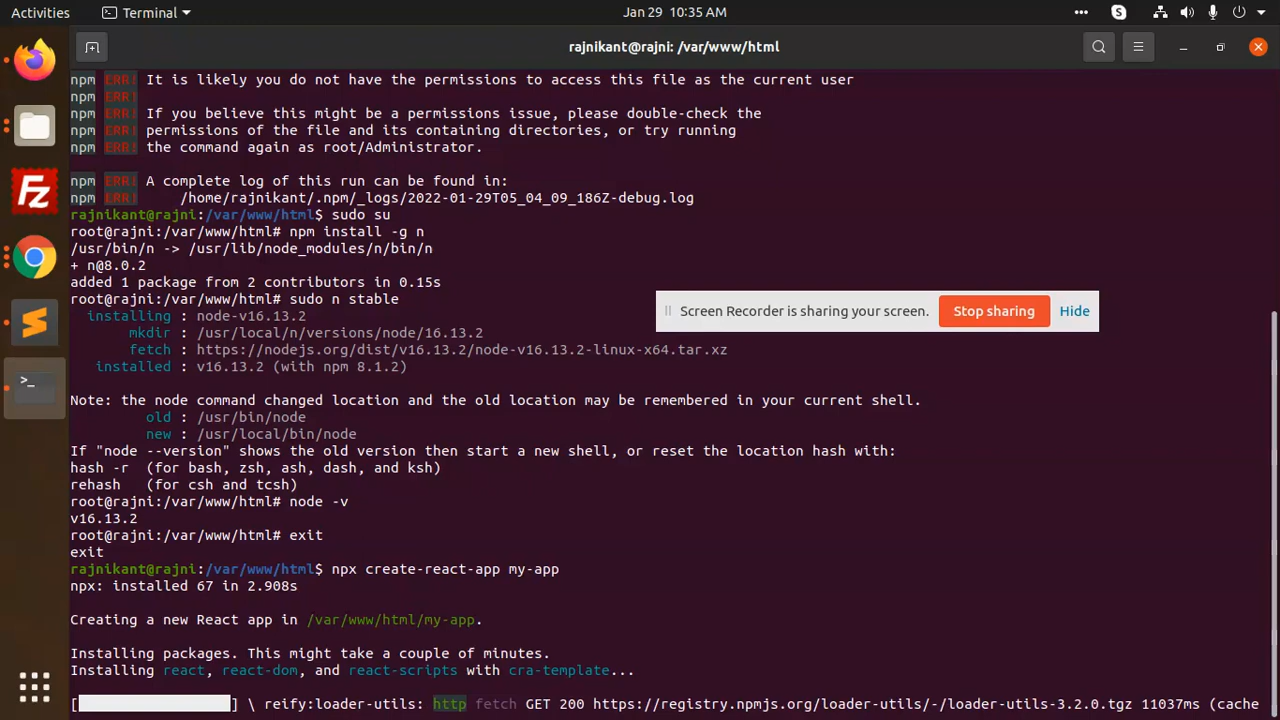 Activities
Terminal
Jan 29 10:35 AM
rajnikant@rajni: /var/www/html
npm ERR! It is likely you do not have the permissions to access this file as the current user
npm ERR!
npm ERR! If you believe this might be a permissions issue, please double-check the
npm ERR! permissions of the file and its containing directories, or try running
npm ERR! the command again as root/Administrator.
npm ERR! A complete log of this run can be found in:
npm ERR!     /home/rajnikant/.npm/_logs/2022-01-29T05_04_09_186Z-debug.log
rajnikant@rajni:/var/www/html$ sudo su
root@rajni:/var/www/html# npm install -g n
/usr/bin/n -> /usr/lib/node_modules/n/bin/n
+ n@8.0.2
added 1 package from 2 contributors in 0.15s
root@rajni:/var/www/html# sudo n stable
installing : node-v16.13.2
mkdir : /usr/local/n/versions/node/16.13.2
fetch : https://nodejs.org/dist/v16.13.2/node-v16.13.2-linux-x64.tar.xz
installed : v16.13.2 (with npm 8.1.2)
Screen Recorder is sharing your screen. Stop sharing Hide
Note: the node command changed location and the old location may be remembered in your current shell.
old : /usr/bin/node
new : /usr/local/bin/node
If "node --version" shows the old version then start a new shell, or reset the location hash with:
hash -r  (for bash, zsh, ash, dash, and ksh)
rehash   (for csh and tcsh)
root@rajni:/var/www/html# node -v
v16.13.2
root@rajni:/var/www/html# exit
exit
rajnikant@rajni:/var/www/html$ npx create-react-app my-app
npx: installed 67 in 2.908s
Creating a new React app in /var/www/html/my-app.
Installing packages. This might take a couple of minutes.
Installing react, react-dom, and react-scripts with cra-template...
[                  ] \ reify:loader-utils: http fetch GET 200 https://registry.npmjs.org/loader-utils/-/loader-utils-3.2.0.tgz 11037ms (cache